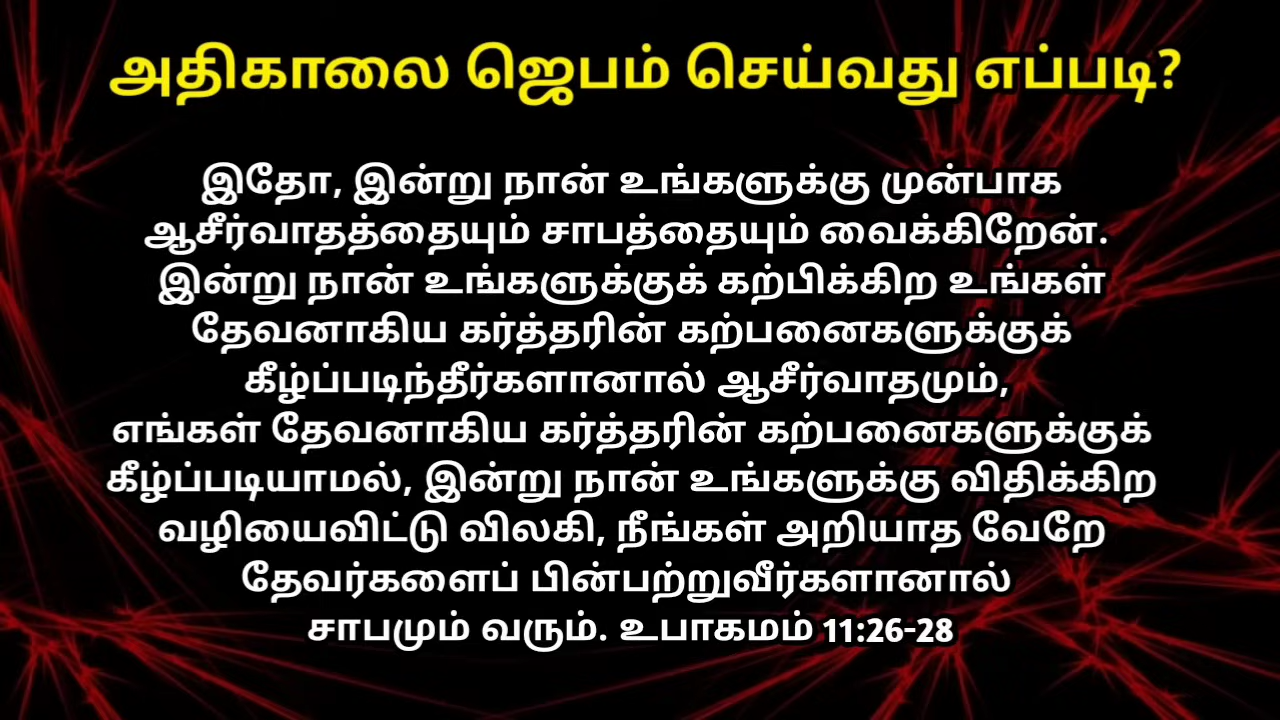 அதிகாலை ஜெபம் செய்வது எப்படி?
இதோ, இன்று நான் உங்களுக்கு முன்பாக
ஆசீர்வாதத்தையும் சாபத்தையும் வைக்கிறேன்.
இன்று நான் உங்களுக்குக் கற்பிக்கிற உங்கள்
தேவனாகிய கர்த்தரின் கற்பனைகளுக்குக்
கீழ்ப்படிந்தீர்களானால் ஆசீர்வாதமும்,
எங்கள் தேவனாகிய கர்த்தரின் கற்பனைகளுக்குக்
கீழ்ப்படியாமல், இன்று நான் உங்களுக்கு விதிக்கிற
வழியைவிட்டு விலகி, நீங்கள் அறியாத வேறே
தேவர்களைப் பின்பற்றுவீர்களானால்
சாபமும் வரும். உபாகமம் 11:26-28